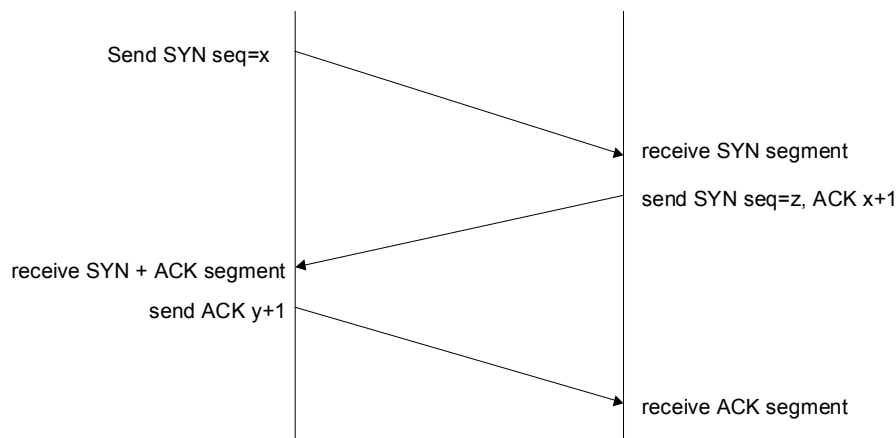 Send SYN seq=x
receive SYN segment
send SYN seq=z, ACK x+1
receive SYN + ACK segment
send ACK y+1
receive ACK segment